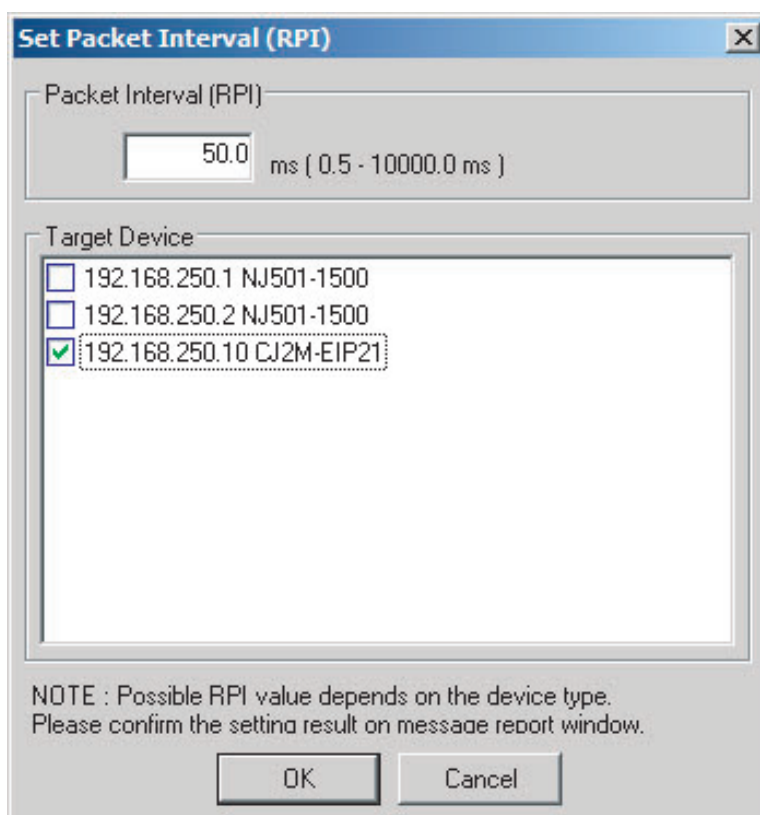 Set Packet Interval (RPI)
Packet Interval (RPI)
50.0 ms ( 0.5 - 10000.0 ms )
Target Device
192.168.250.1 NJ501-1500
192.168.250.2 NJ501-1500
192.168.250.10 CJ2M-EIP21
NOTE : Possible RPI value depends on the device type.
Please confirm the setting result on message report window.
OK Cancel